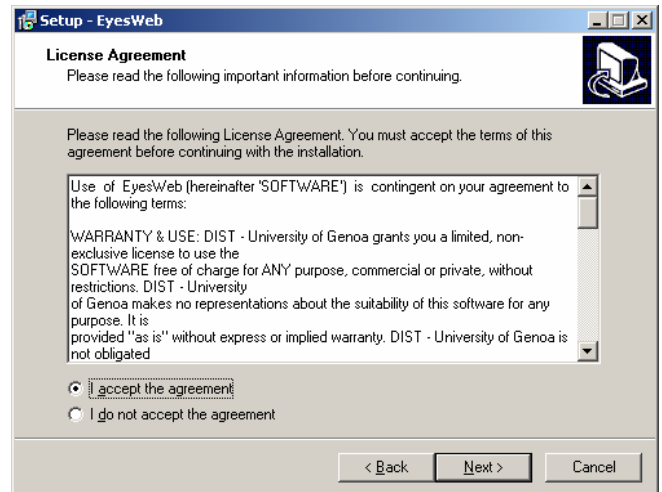 Setup - EyesWeb
License Agreement
Please read the following important information before continuing.
Please read the following License Agreement. You must accept the terms of this
agreement before continuing with the installation.
Use of EyesWeb (hereinafter 'SOFTWARE') is contingent on your agreement to
the following terms:
WARRANTY & USE: DIST - University of Genoa grants you a limited, non-
exclusive license to use the
SOFTWARE free of charge for ANY purpose, commercial or private, without
restrictions. DIST - University
of Genoa makes no representations about the suitability of this software for any
purpose. It is
provided "as is" without express or implied warranty. DIST - University of Genoa is
not obligated
I accept the agreement
I do not accept the agreement
< Back
Next >
Cancel